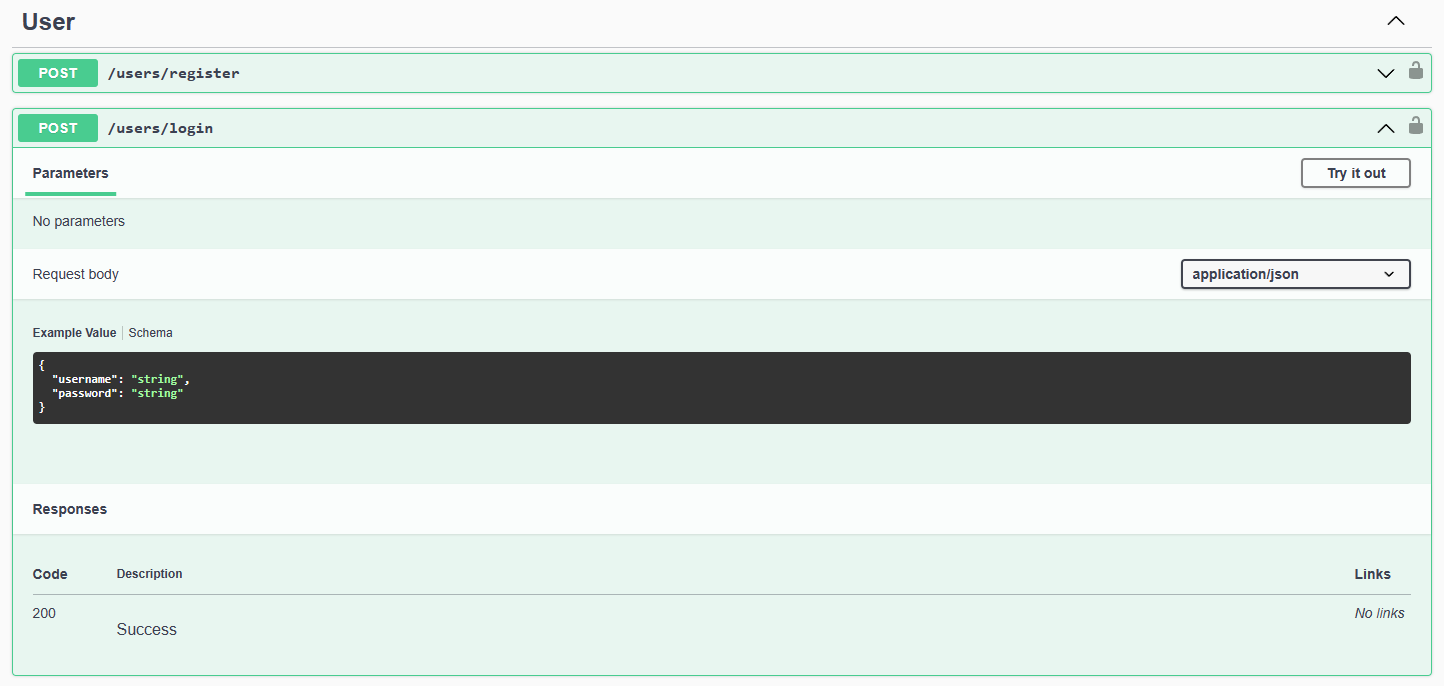 User
POST /users/register
POST /users/login
Parameters Try it out
No parameters
Request body application/json
Example Value Schema
{
  "username": "string",
  "password": "string"
}
Responses
Code Description Links
200 No links
Success